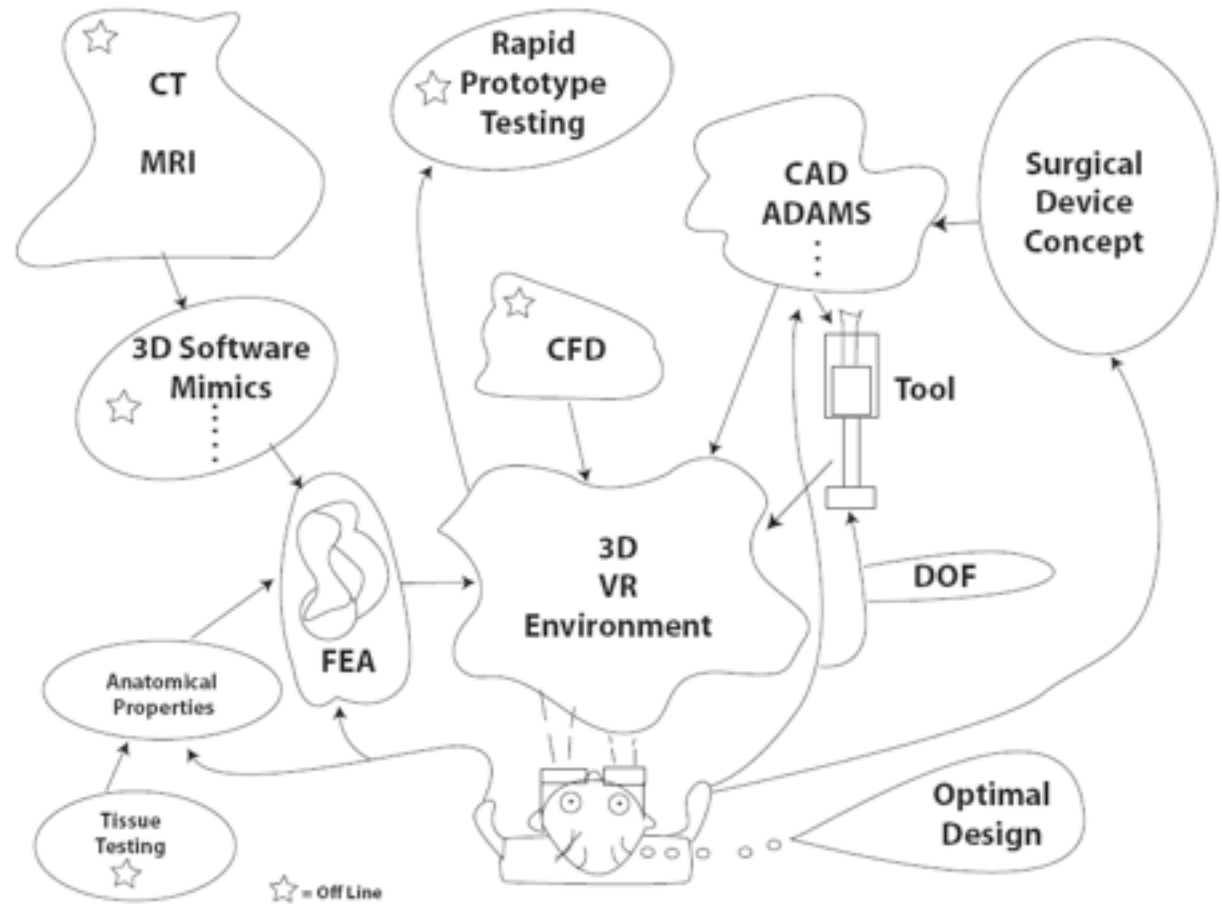 CT
MRI
Rapid
Prototype
Testing
CAD
ADAMS
Surgical
Device
Concept
3D Software
Mimics
CFD
Tool
3D
VR
Environment
DOF
FEA
Anatomical
Properties
Tissue
Testing
Optimal
Design
= Off Line